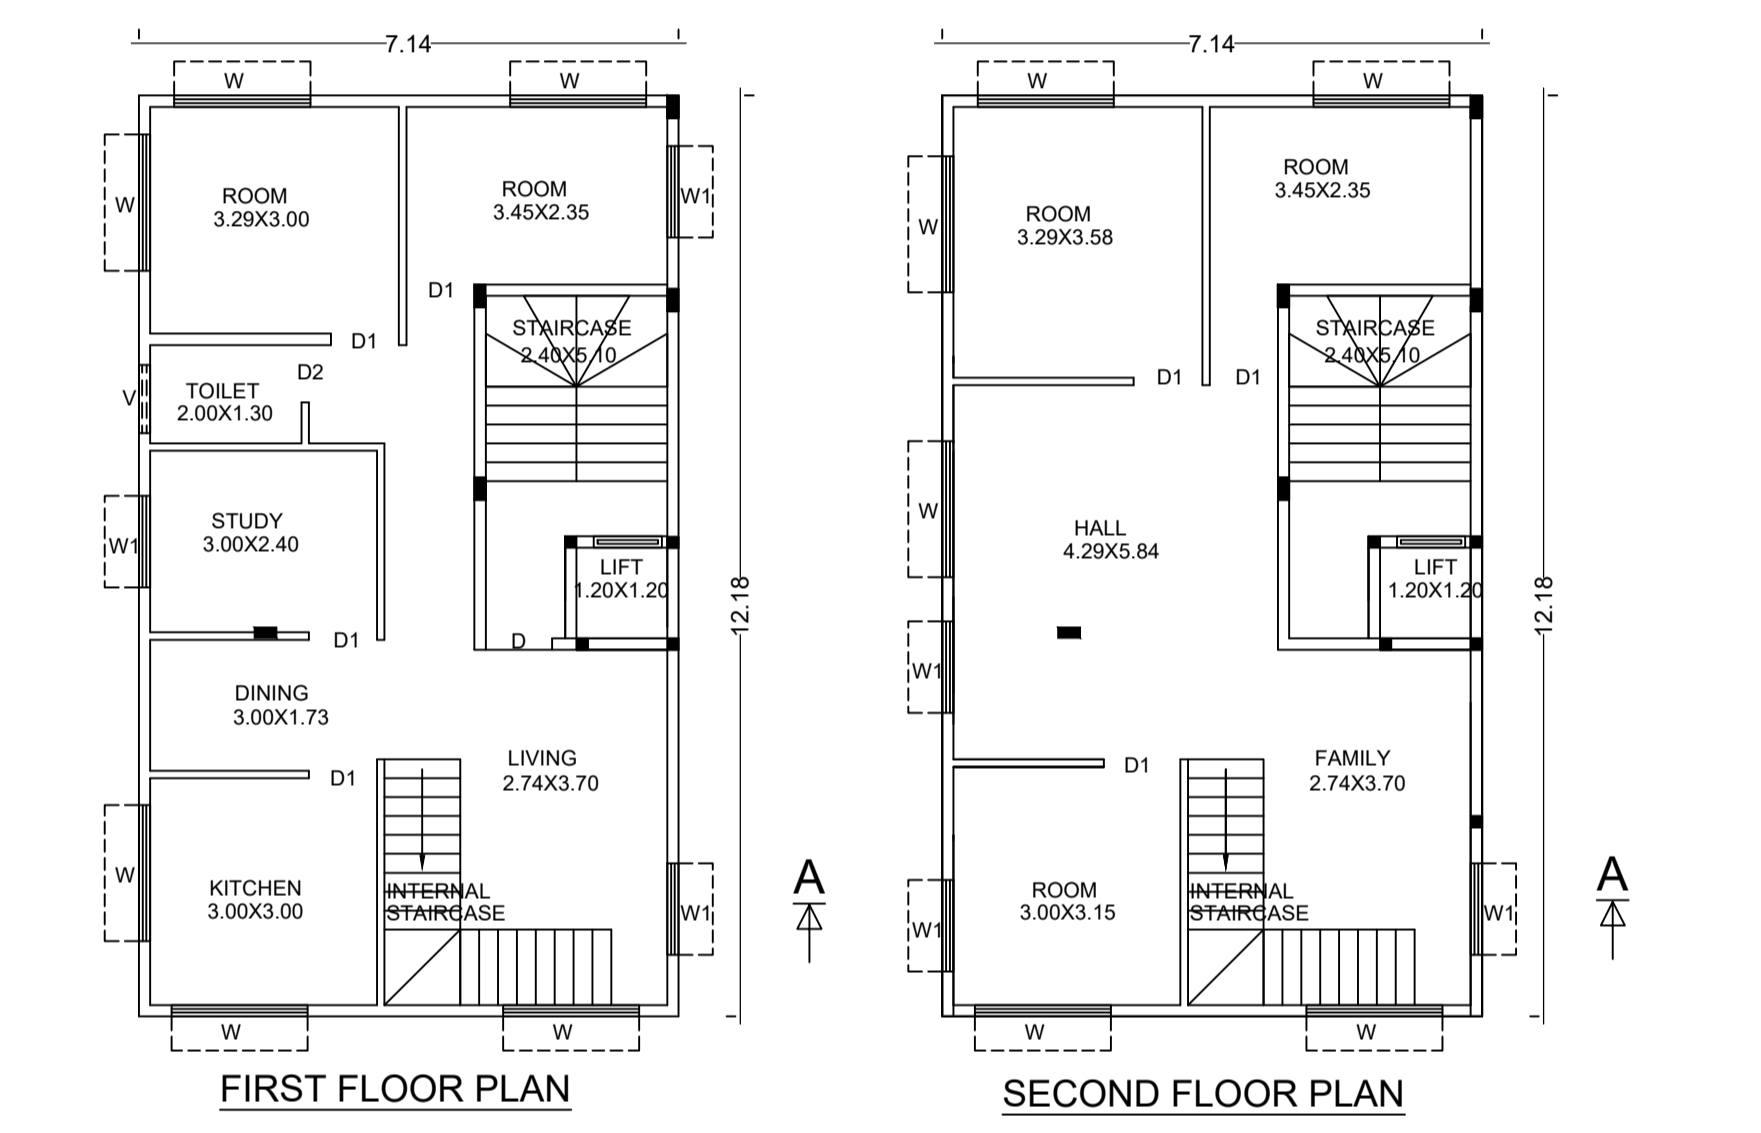 7.14
W
W
W
ROOM
3.29X3.00
ROOM
3.45X2.35
W1
D1
D1
STAIRCASE
2.40X5.10
D2
V
TOILET
2.00X1.30
W1
STUDY
3.00X2.40
LIFT
1.20X1.20
12.18
D1
D
DINING
3.00X1.73
LIVING
2.74X3.70
D1
W
KITCHEN
3.00X3.00
INTERNAL
STAIRCASE
W1
A
W
W
FIRST FLOOR PLAN
7.14
W
W
ROOM
3.45X2.35
W
ROOM
3.29X3.58
STAIRCASE
2.40X5.10
D1
D1
W
HALL
4.29X5.84
LIFT
1.20X1.20
12.18
W1
D1
FAMILY
2.74X3.70
ROOM
3.00X3.15
INTERNAL
STAIRCASE
W1
W1
A
W
W
SECOND FLOOR PLAN